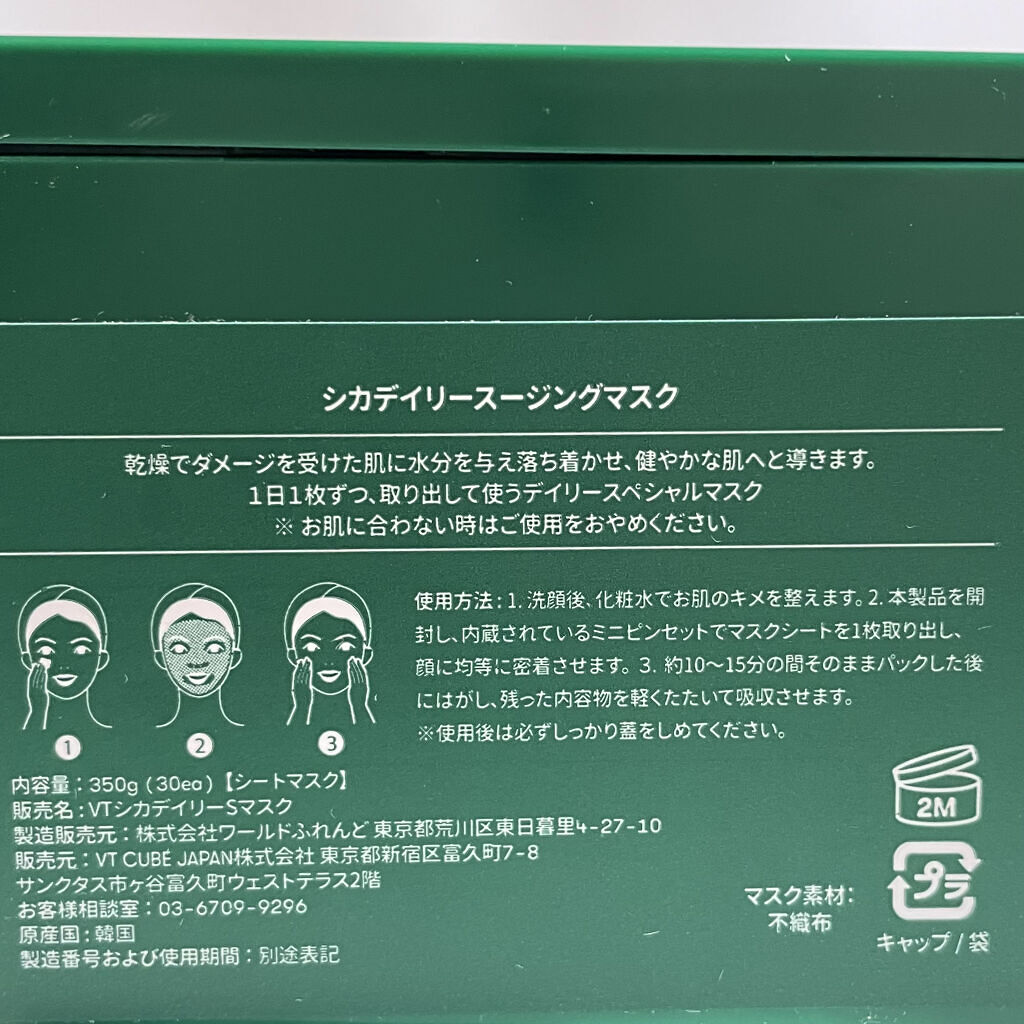 シカデイリースージングマスク
乾燥でダメージを受けた肌に水分を与え落ち着かせ、健やかな肌へと導きます。
1日1枚ずつ、取り出して使うデイリースペシャルマスク
※ お肌に合わない時はご使用をおやめください。
使用方法：1. 洗顔後、化粧水でお肌のキメを整えます。2. 本製品を開
封し、内蔵されているミニピンセットでマスクシートを1枚取り出し、
顔に均等に密着させます。3. 約10～15分の間そのままパックした後
にはがし、残った内容物を軽くたたいて吸収させます。
※使用後は必ずしっかり蓋をしめてください。
1
2
3
内容量：350g (30ea)【シートマスク】
販売名：VTシカデイリーSマスク
製造販売元：株式会社ワールドふれんど 東京都荒川区東日暮里4-27-10
販売元：VT CUBE JAPAN株式会社 東京都新宿区富久町7-8
サンクタス市ヶ谷富久町ウェストテラス2階
お客様相談室：03-6709-9296
原産国：韓国
製造番号および使用期間：別途表記
2M
マスク素材：
不織布
プラ
キャップ / 袋